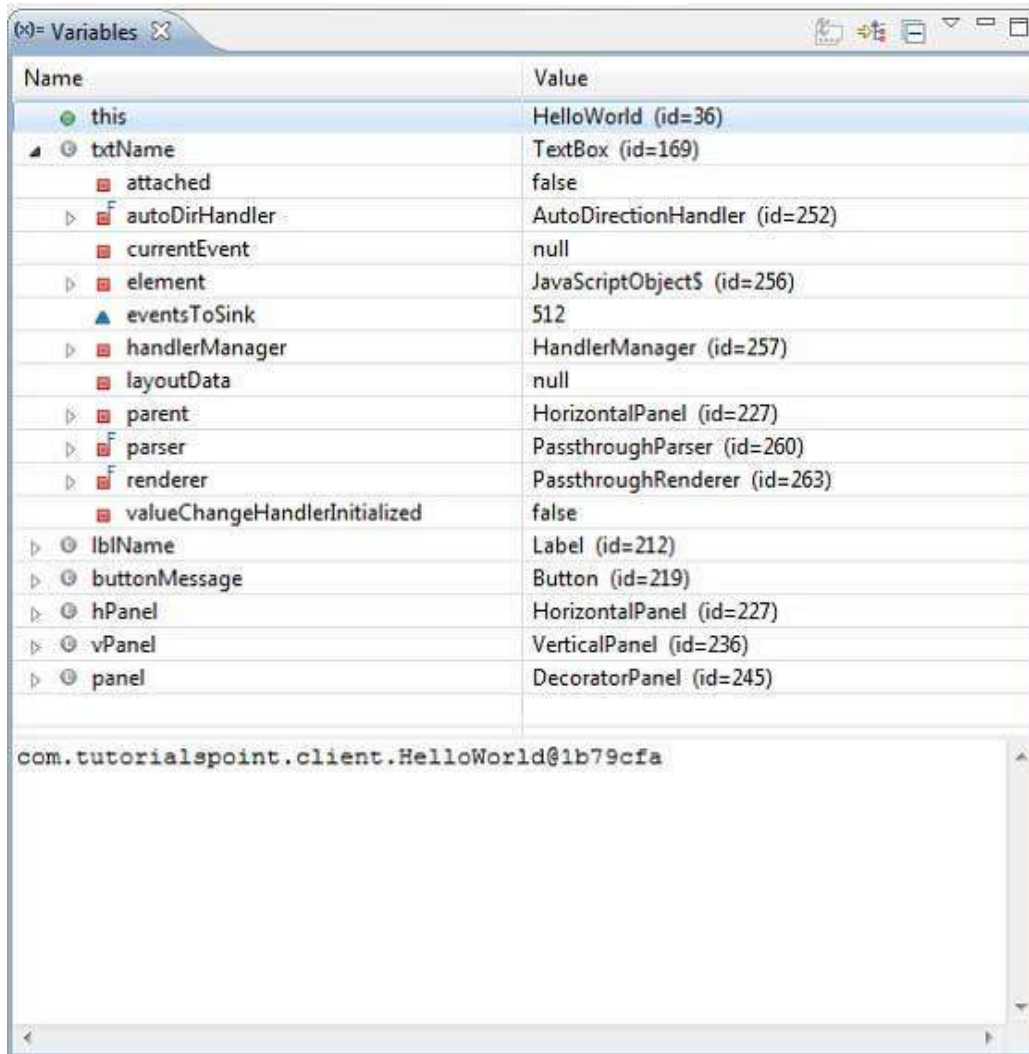 (x)= Variables
Name Value
this HelloWorld (id=36)
txtName TextBox (id=169)
attached false
F autoDirHandler AutoDirectionHandler (id=252)
currentEvent null
element JavaScriptObject$ (id=256)
eventsToSink 512
handlerManager HandlerManager (id=257)
layoutData null
parent HorizontalPanel (id=227)
F parser PassthroughParser (id=260)
F renderer PassthroughRenderer (id=263)
valueChangeHandlerInitialized false
lblName Label (id=212)
buttonMessage Button (id=219)
hPanel HorizontalPanel (id=227)
vPanel VerticalPanel (id=236)
panel DecoratorPanel (id=245)
com.tutorialspoint.client.HelloWorld@1b79cfa